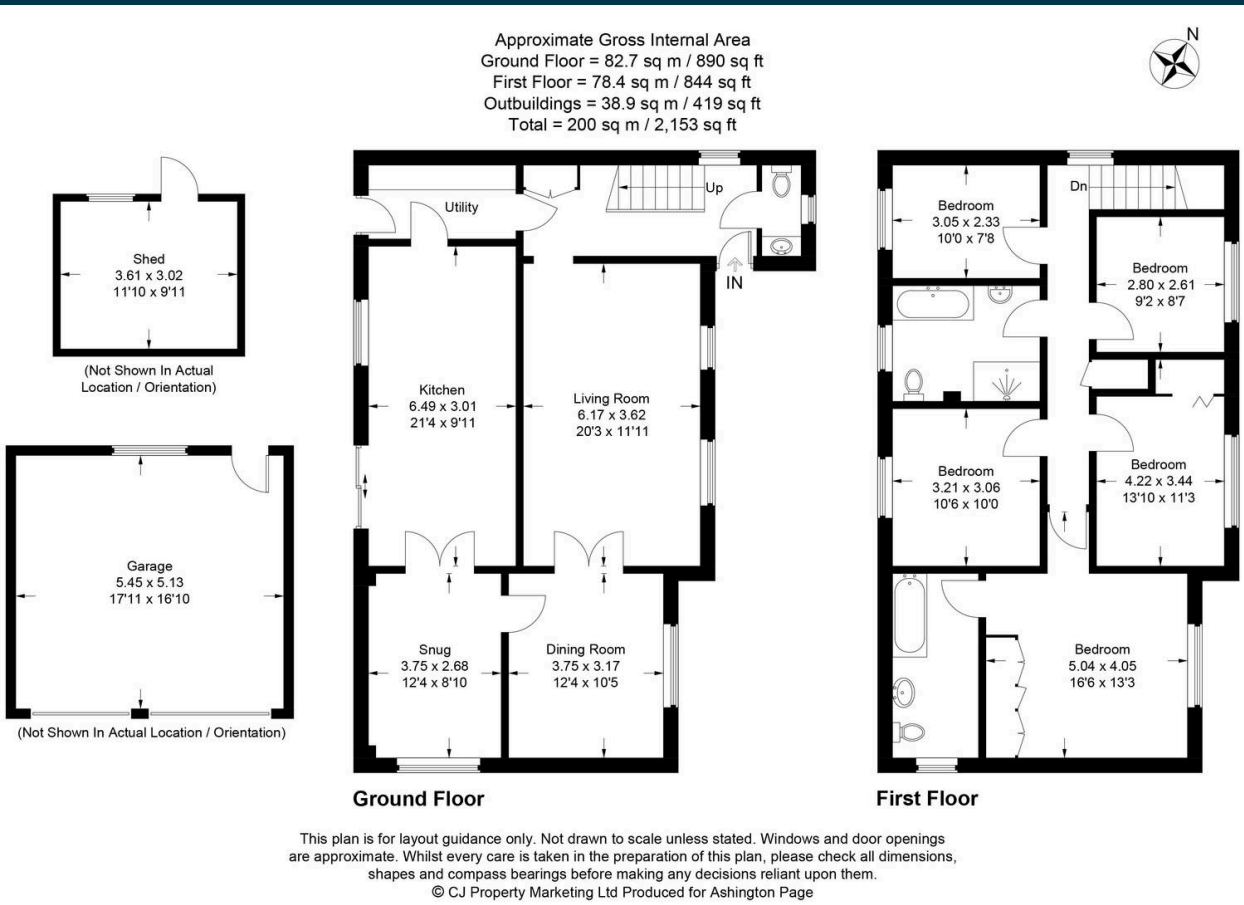 Approximate Gross Internal Area
Ground Floor = 82.7 sq m / 890 sq ft
First Floor = 78.4 sq m / 844 sq ft
Outbuildings = 38.9 sq m / 419 sq ft
Total = 200 sq m / 2,153 sq ft
N
Shed
3.61 x 3.02
11'10 x 9'11
(Not Shown In Actual
Location / Orientation)
Garage
5.45 x 5.13
17'11 x 16'10
(Not Shown In Actual Location / Orientation)
Utility
Up
IN
Kitchen
6.49 x 3.01
21'4 x 9'11
Living Room
6.17 x 3.62
20'3 x 11'11
Snug
3.75 x 2.68
12'4 x 8'10
Dining Room
3.75 x 3.17
12'4 x 10'5
Ground Floor
Bedroom
3.05 x 2.33
10'0 x 7'8
Dn
Bedroom
2.80 x 2.61
9'2 x 8'7
Bedroom
3.21 x 3.06
10'6 x 10'0
Bedroom
4.22 x 3.44
13'10 x 11'3
Bedroom
5.04 x 4.05
16'6 x 13'3
First Floor
This plan is for layout guidance only. Not drawn to scale unless stated. Windows and door openings
are approximate. Whilst every care is taken in the preparation of this plan, please check all dimensions,
shapes and compass bearings before making any decisions reliant upon them.
© CJ Property Marketing Ltd Produced for Ashington Page